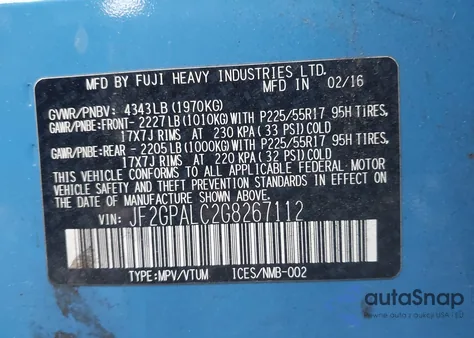 MFD BY FUJI HEAVY INDUSTRIES LTD.
MFD IN 02/16
GVWR/PNBV: 4343LB (1970KG)
GAWR/PNBE:FRONT- 2227LB (1010KG)WITH P225/55R17 95H TIRES,
17X7J RIMS AT 230 KPA ( 33 PSI) COLD
GAWR/PNBE:REAR - 2205LB (1000KG)WITH P225/55R17 95H TIRES,
17X7J RIMS AT 220 KPA ( 32 PSI) COLD
THIS VEHICLE CONFORMS TO ALL APPLICABLE FEDERAL MOTOR
VEHICLE SAFETY, BUMPER, AND THEFT
PREVENTION STANDARDS IN EFFECT ON THE DATE OF
MANUFACTURE SHOWN ABOVE.
VIN: JF2GPALC2G8267112
TYPE:MPV/VTUM ICES/NMB-002
autoSnap